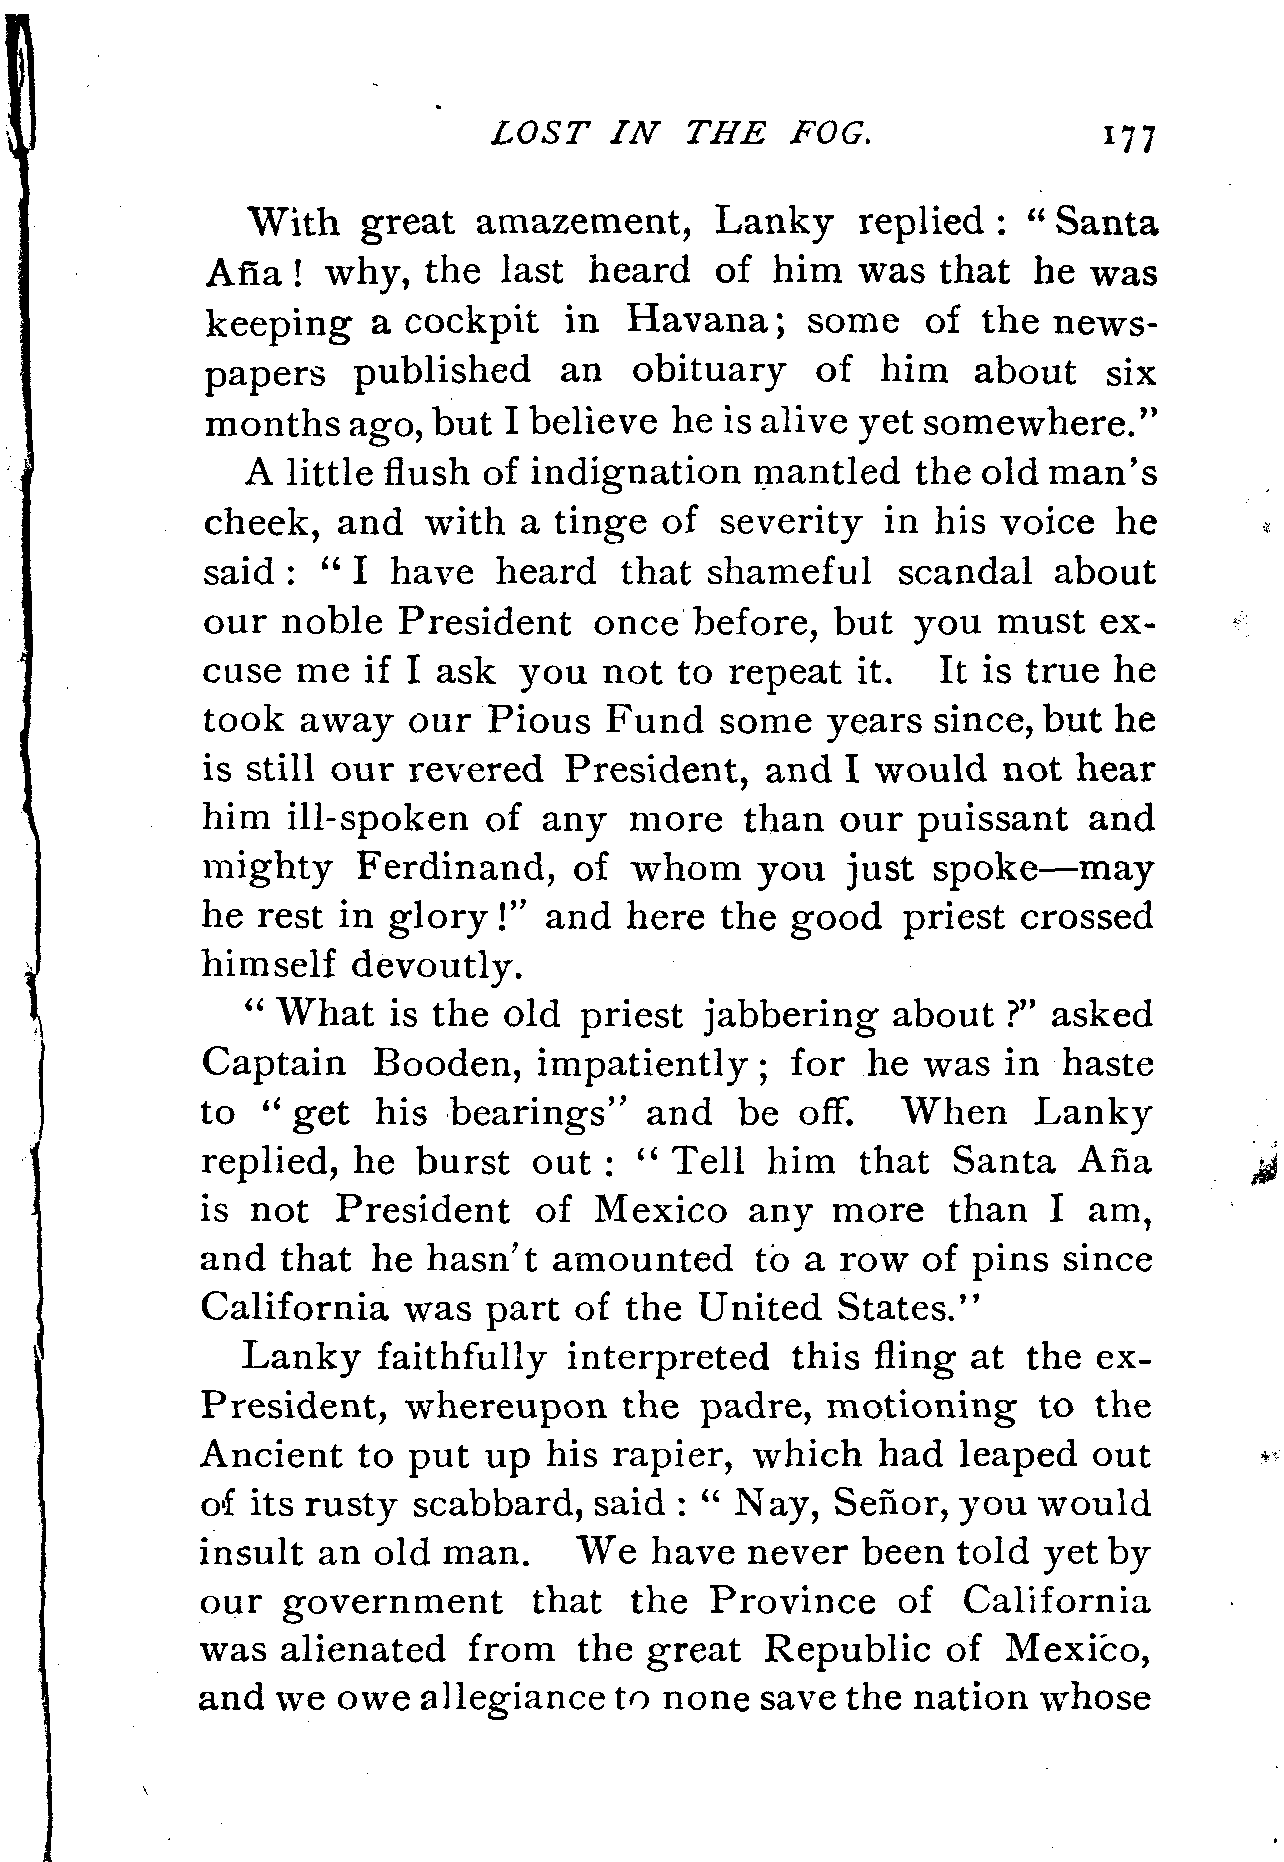 LOST IN THE FOG. 177
With great amazement, Lanky replied : “ Santa
Aña ! why, the last heard of him was that he was
keeping a cockpit in Havana; some of the news-
papers published an obituary of him about six
months ago, but I believe he is alive yet somewhere.”
A little flush of indignation mantled the old man’s
cheek, and with a tinge of severity in his voice he
said : “ I have heard that shameful scandal about
our noble President once before, but you must ex-
cuse me if I ask you not to repeat it. It is true he
took away our Pious Fund some years since, but he
is still our revered President, and I would not hear
him ill-spoken of any more than our puissant and
mighty Ferdinand, of whom you just spoke—may
he rest in glory !” and here the good priest crossed
himself devoutly.
“ What is the old priest jabbering about ?” asked
Captain Booden, impatiently ; for he was in haste
to “ get his bearings” and be off. When Lanky
replied, he burst out : “ Tell him that Santa Aña
is not President of Mexico any more than I am,
and that he hasn’t amounted to a row of pins since
California was part of the United States.”
Lanky faithfully interpreted this fling at the ex-
President, whereupon the padre, motioning to the
Ancient to put up his rapier, which had leaped out
of its rusty scabbard, said : “ Nay, Señor, you would
insult an old man. We have never been told yet by
our government that the Province of California
was alienated from the great Republic of Mexico,
and we owe allegiance to none save the nation whose